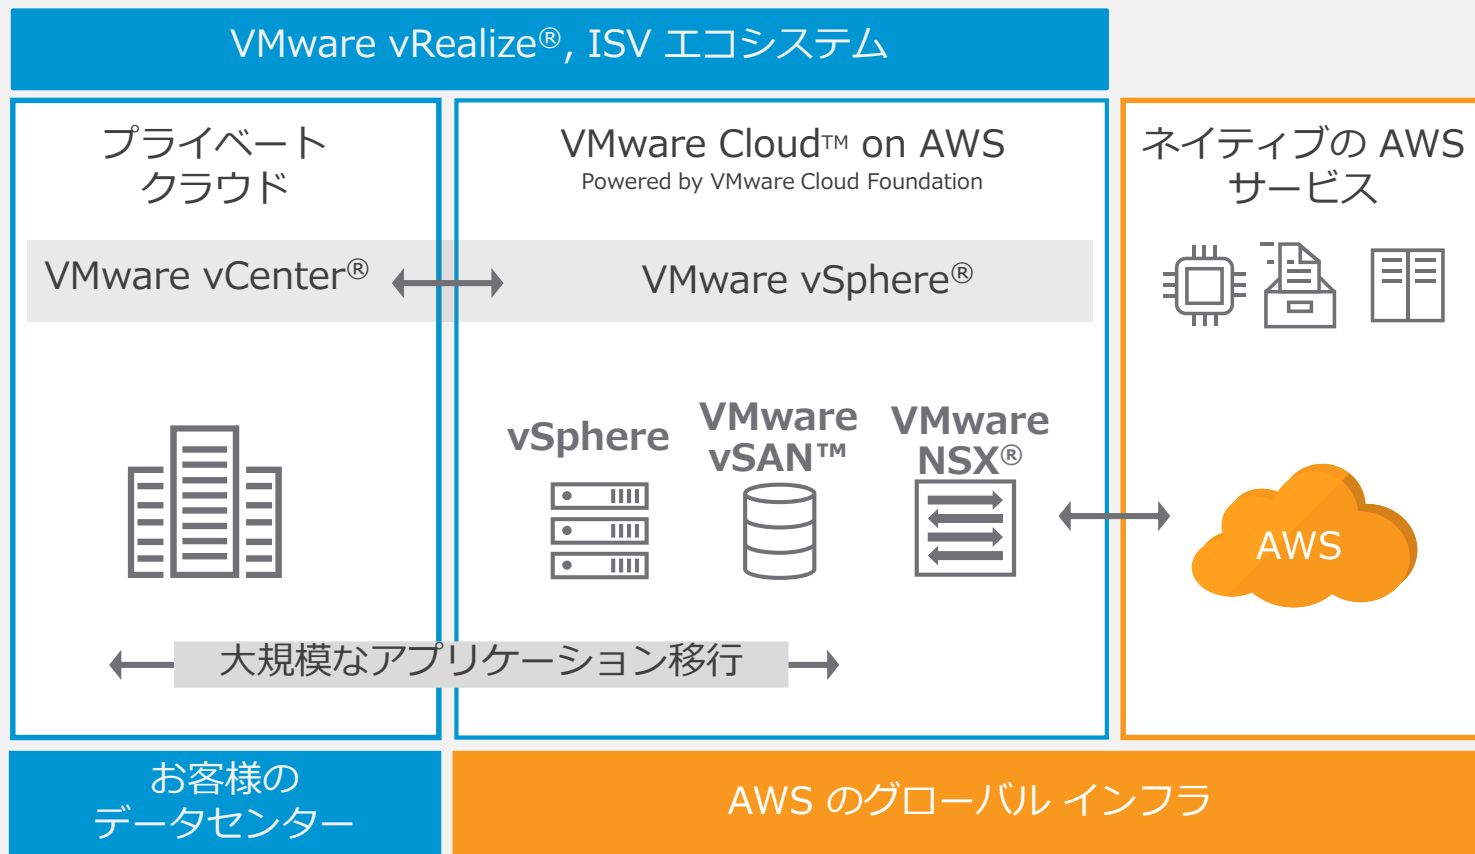 VMware vRealize®, ISV エコシステム
プライベート
クラウド
VMware Cloud™ on AWS
Powered by VMware Cloud Foundation
ネイティブの AWS
サービス
VMware vCenter®
VMware vSphere®
vSphere
VMware
vSAN™
VMware
NSX®
AWS
大規模なアプリケーション移行
お客様の
データセンター
AWS のグローバル インフラ